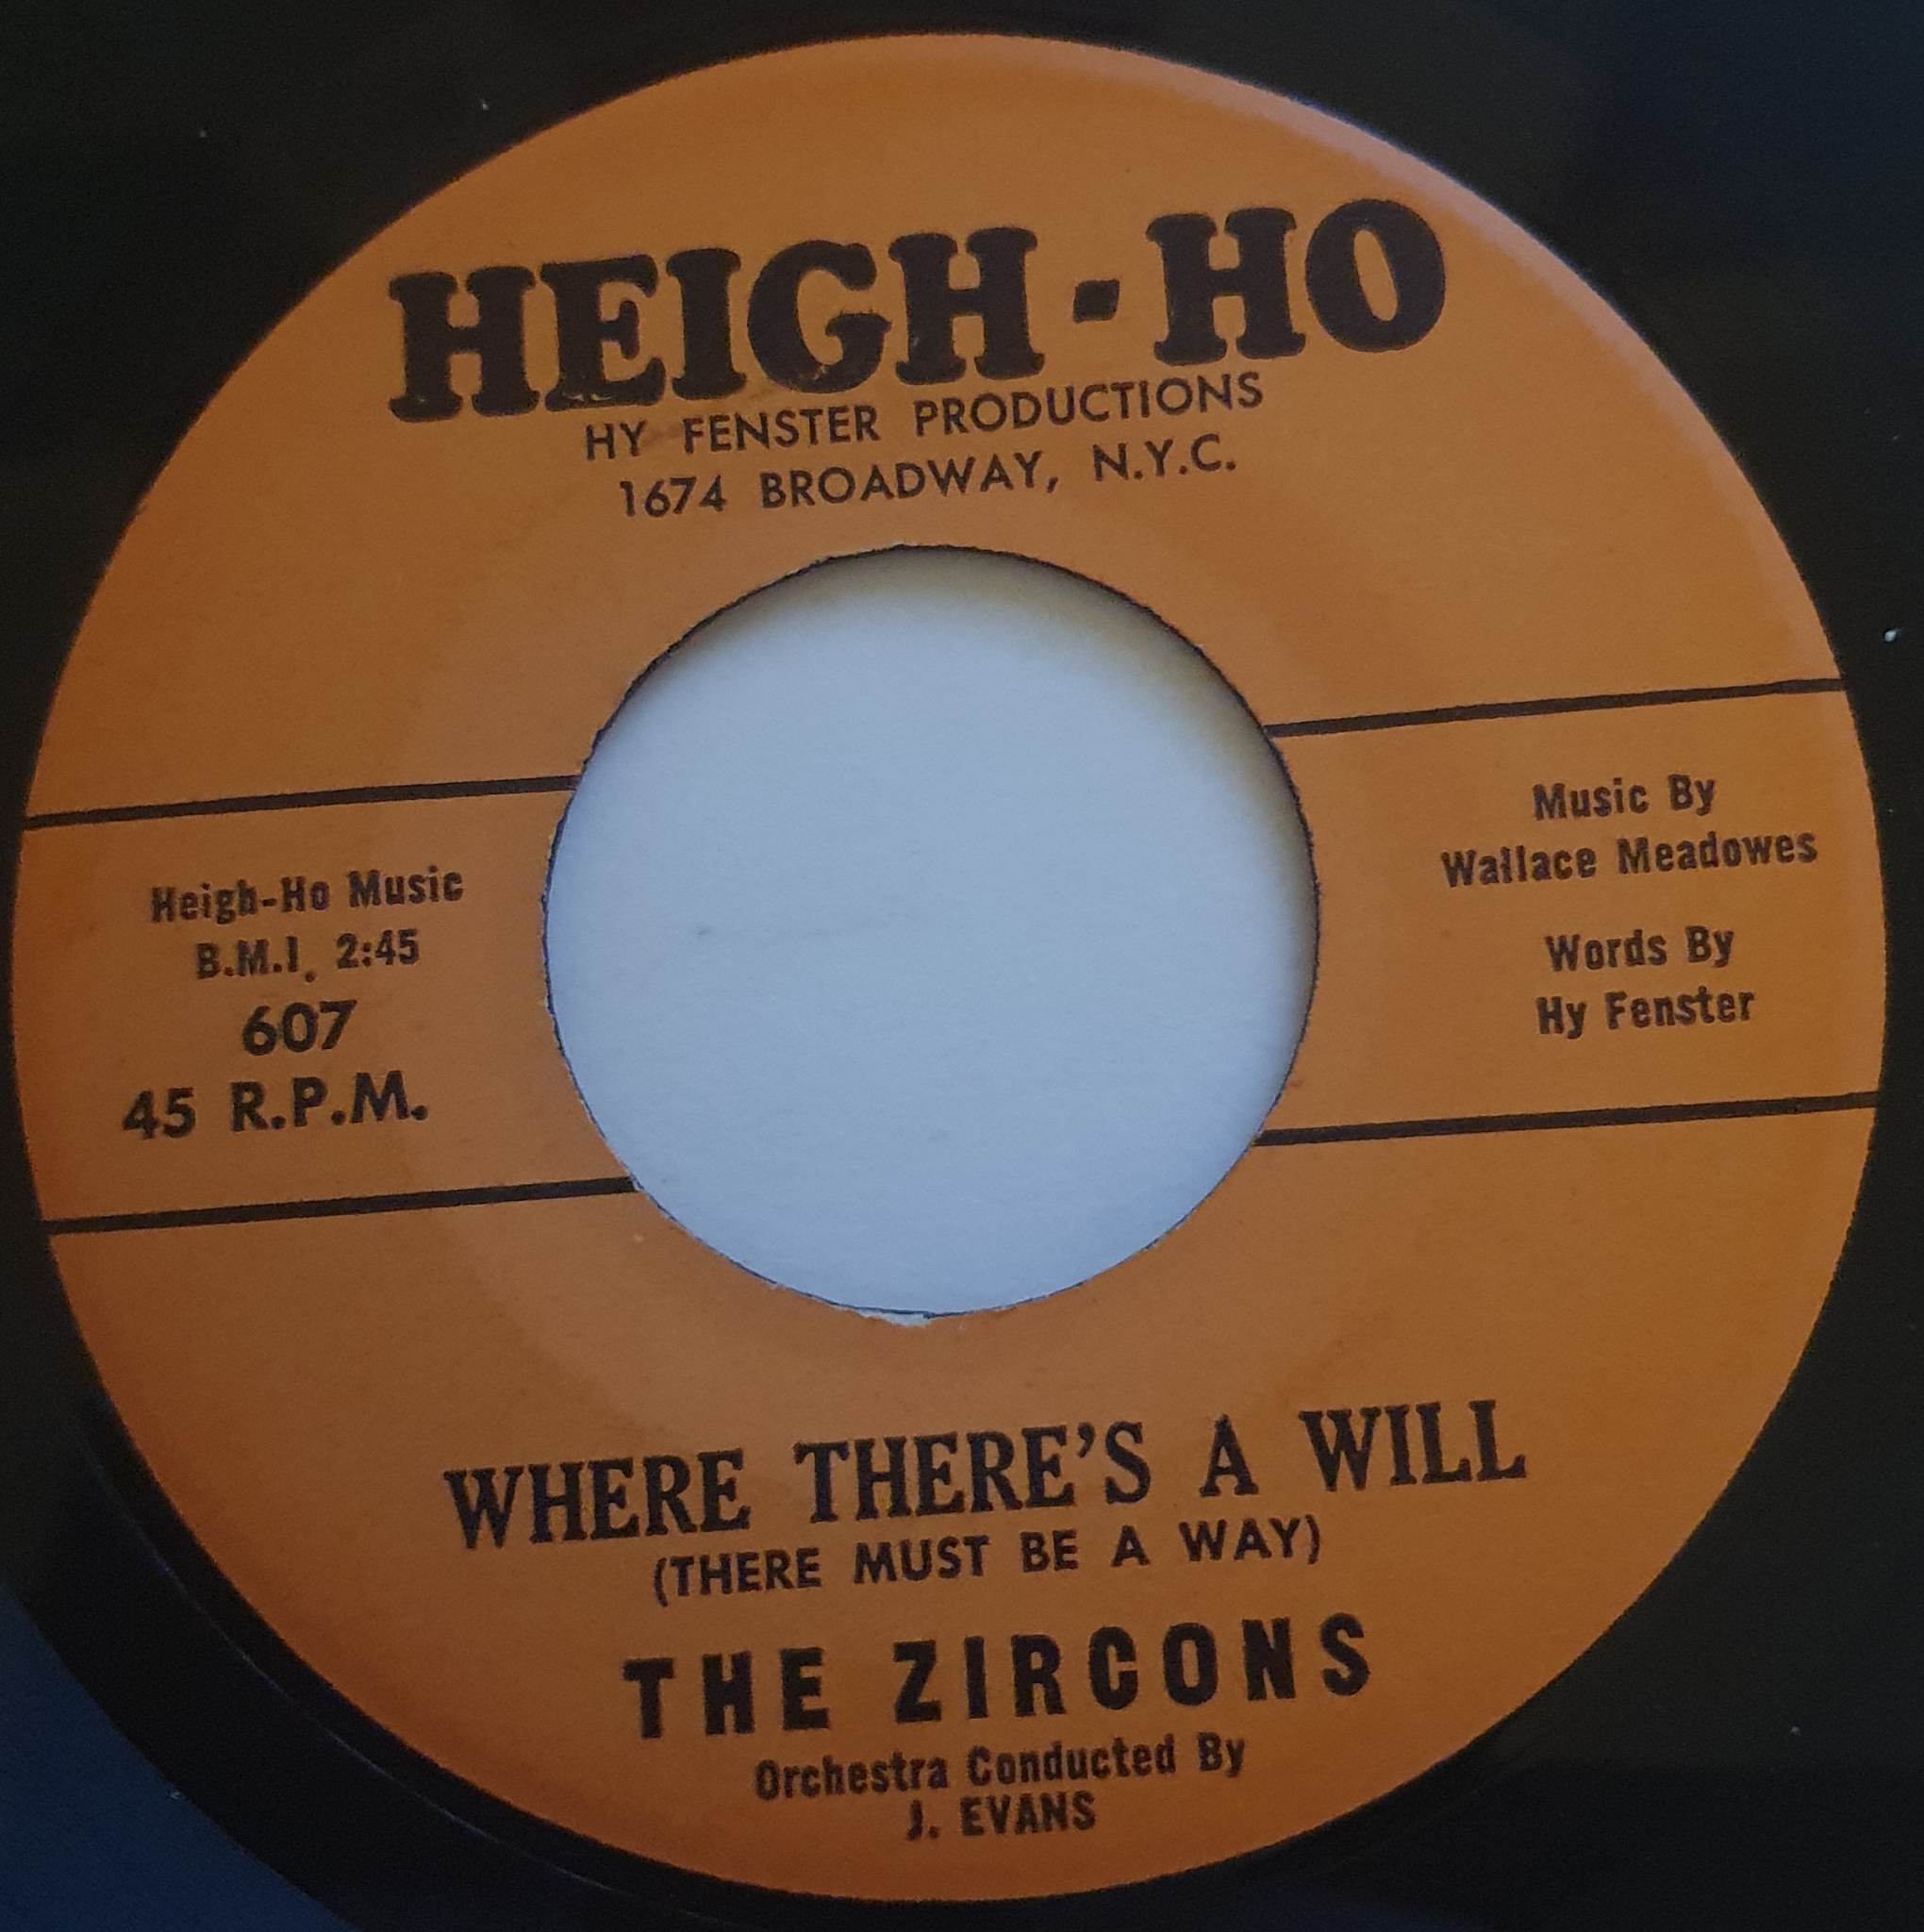 HEIGH-HO
HY FENSTER PRODUCTIONS
1674 BROADWAY, N.Y.C.
Heigh-Ho Music
B.M.I. 2:45
607
45 R.P.M.
Music By
Wallace Meadowes
Words By
Hy Fenster
WHERE THERE'S A WILL
(THERE MUST BE A WAY)
THE ZIRCONS
Orchestra Conducted By
J. EVANS